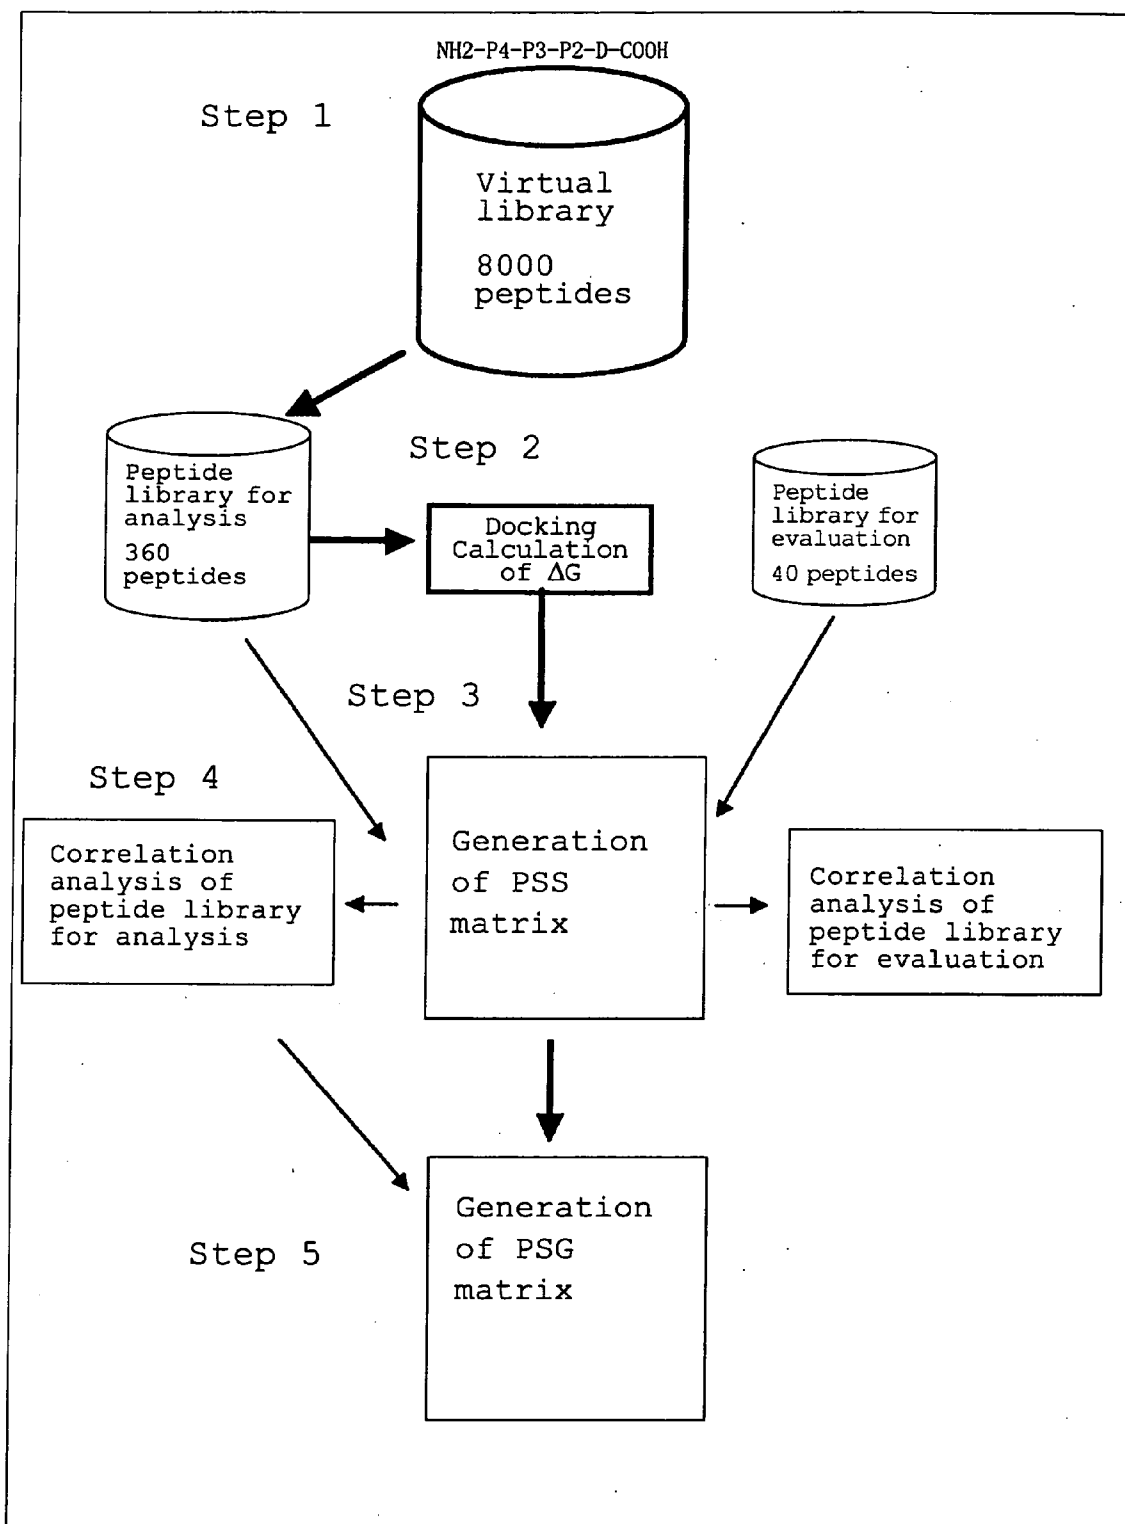 NH2-P4-P3-P2-D-COOH
Step 1
Virtual
library
8000
peptides
Step 2
Peptide
library for
analysis
360
peptides
Docking
Calculation
of ΔG
Peptide
library for
evaluation
40 peptides
Step 3
Step 4
Generation
of PSS
matrix
Correlation
analysis of
peptide library
for analysis
Correlation
analysis of
peptide library
for evaluation
Step 5
Generation
of PSG
matrix